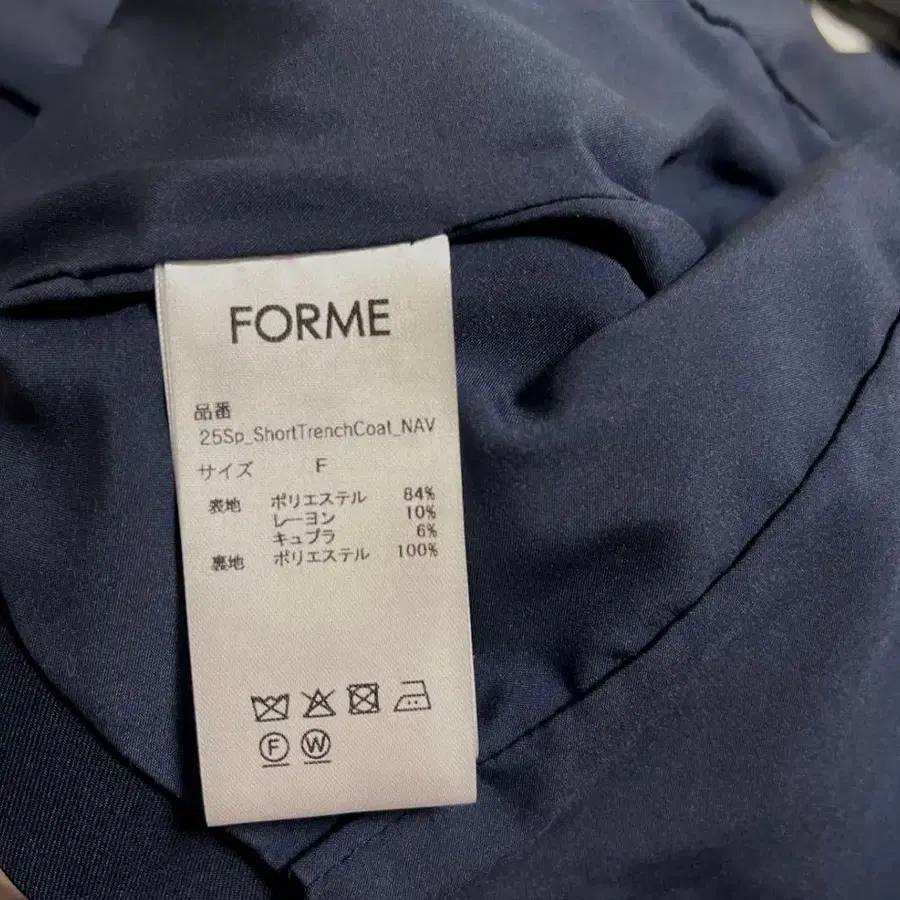 FORME
品番
25Sp_ShortTrenchCoat_NAV
サイズ F
表地 ポリエステル 84%
レーヨン 10%
キュプラ 6%
裏地 ポリエステル 100%
F W